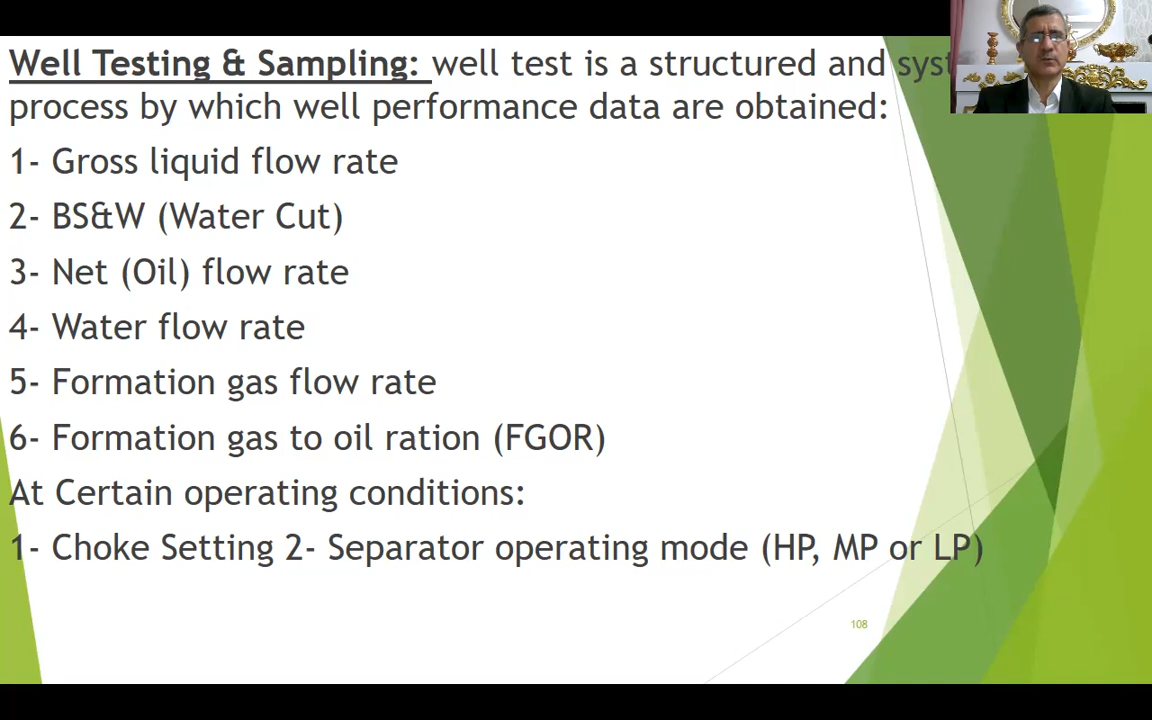 Well Testing & Sampling: well test is a structured and
process by which well performance data are obtained:
1- Gross liquid flow rate
2- BS&W (Water Cut)
3- Net (Oil) flow rate
4- Water flow rate
5- Formation gas flow rate
6- Formation gas to oil ration (FGOR)
At Certain operating conditions:
1- Choke Setting 2- Separator operating mode (HP, MP or LP)
108